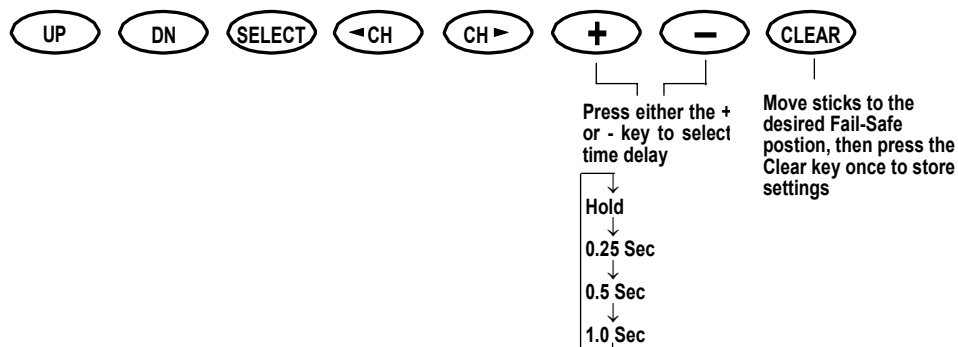 UP DN SELECT ◄CH CH► + – CLEAR
Press either the +
or - key to select
time delay
Move sticks to the
desired Fail-Safe
postion, then press the
Clear key once to store
settings
Hold
0.25 Sec
0.5 Sec
1.0 Sec